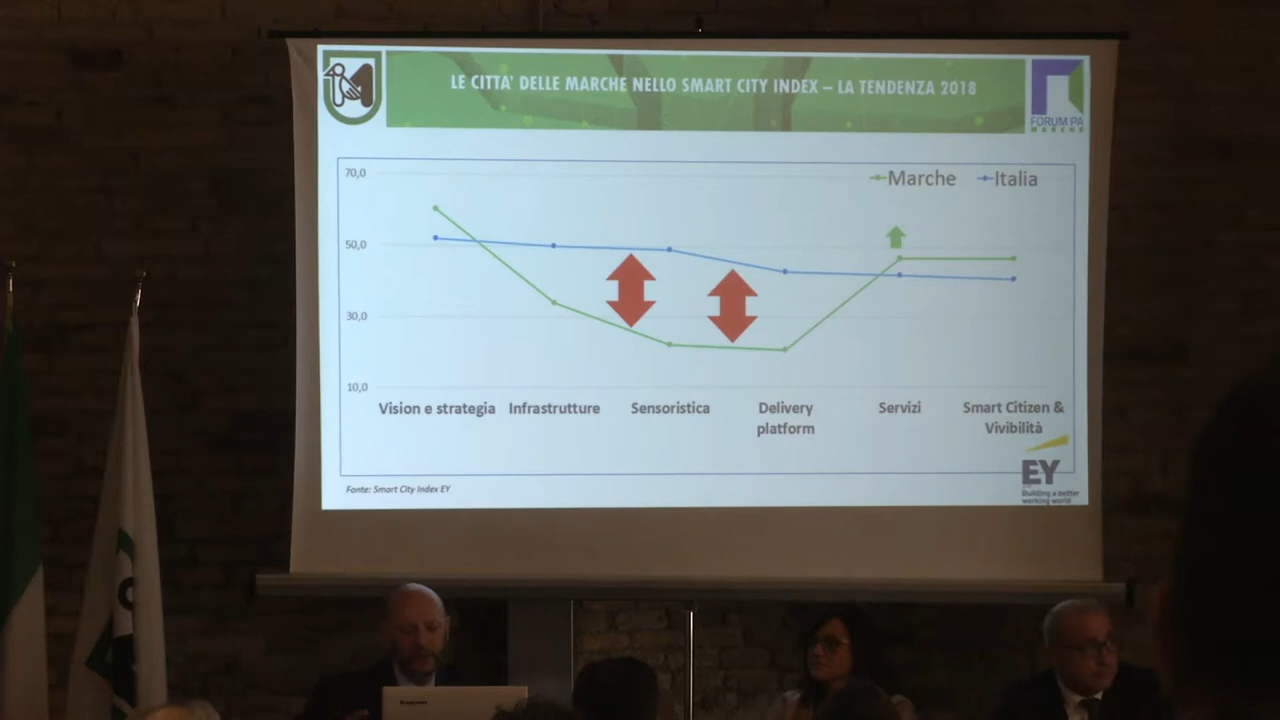 LE CITTA' DELLE MARCHE NELLO SMART CITY INDEX – LA TENDENZA 2018
FORUM PA
MARCHE
70,0
Marche
Italia
50,0
30,0
10,0
Vision e strategia
Infrastrutture
Sensoristica
Delivery
platform
Servizi
Smart Citizen &
Vivibilità
EY
Building a better
working world
Fonte: Smart City Index EY